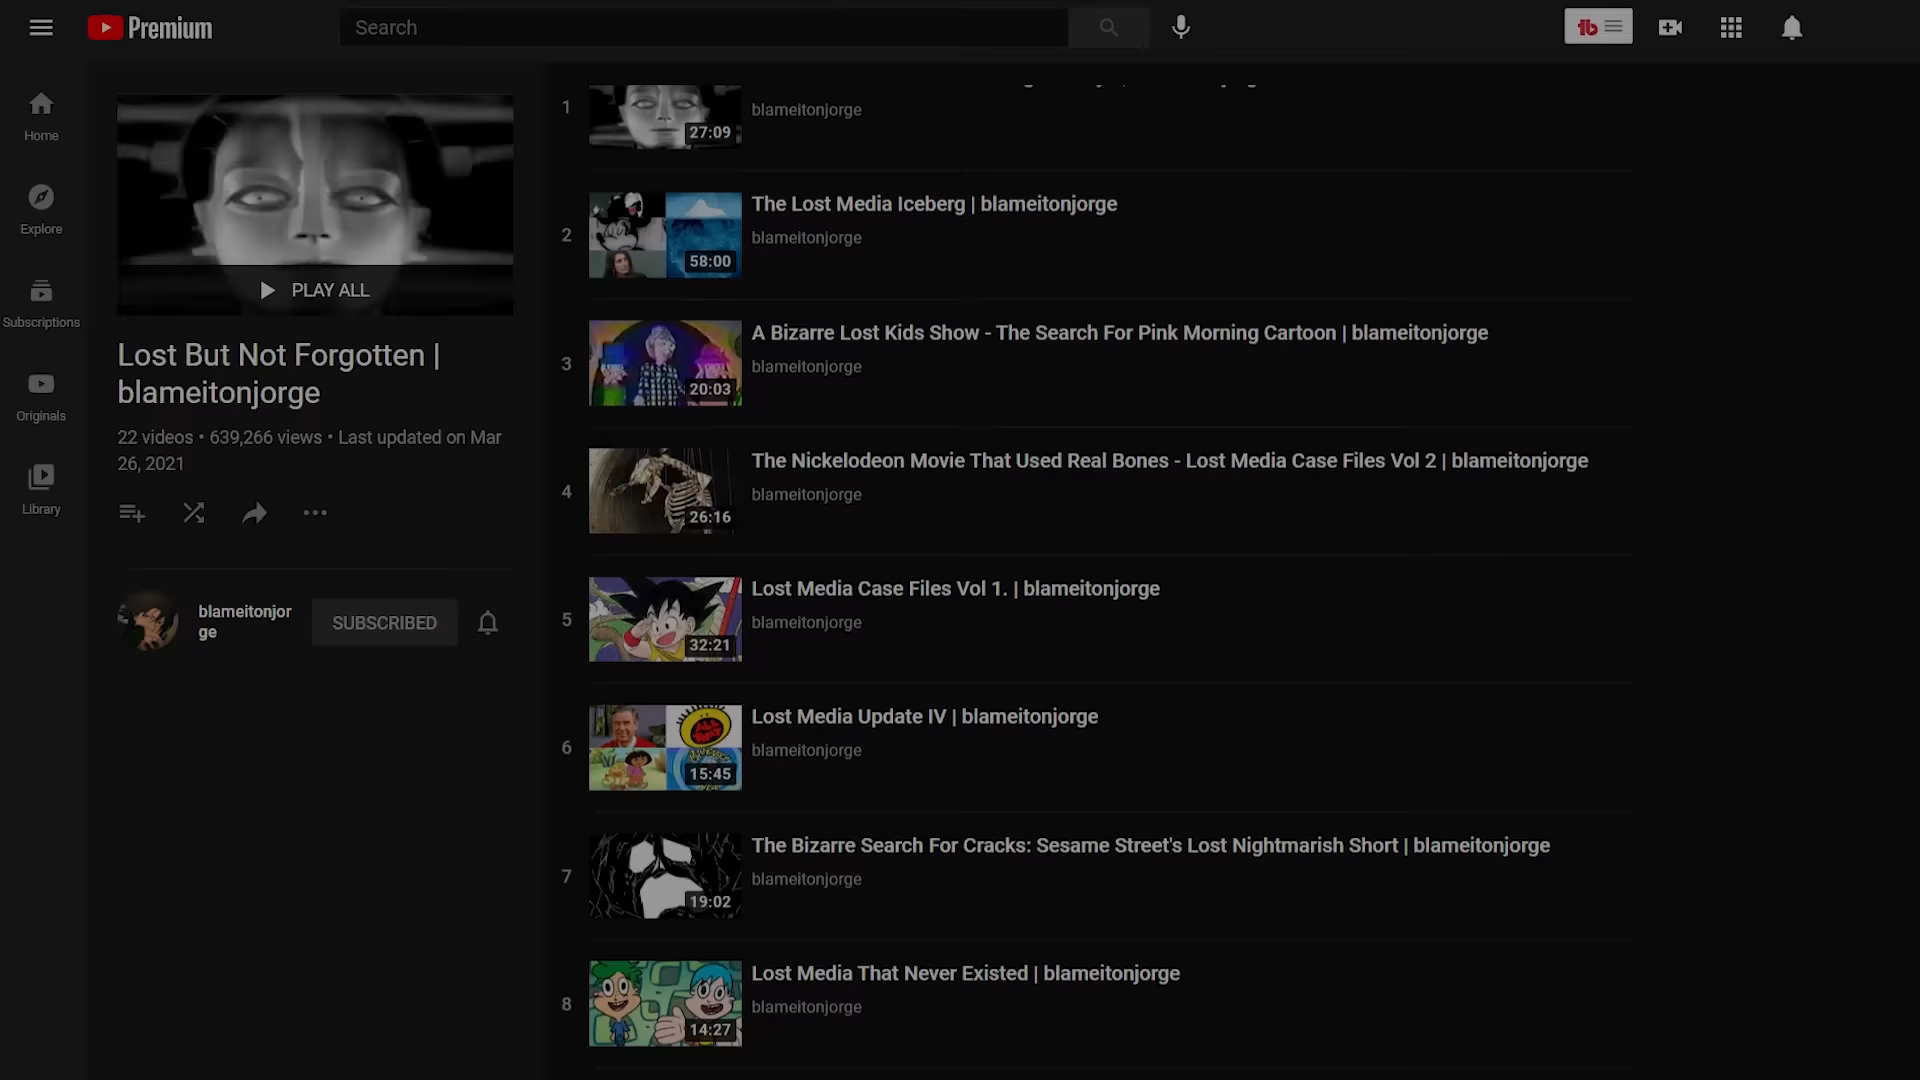 Premium
Search
Home
Explore
Subscriptions
Originals
Library
PLAY ALL
Lost But Not Forgotten |
blameitonjorge
22 videos • 639,266 views • Last updated on Mar
26, 2021
blameitonjor
ge
SUBSCRIBED
1
27:09
blameitonjorge
2
58:00
The Lost Media Iceberg | blameitonjorge
blameitonjorge
3
20:03
A Bizarre Lost Kids Show - The Search For Pink Morning Cartoon | blameitonjorge
blameitonjorge
4
26:16
The Nickelodeon Movie That Used Real Bones - Lost Media Case Files Vol 2 | blameitonjorge
blameitonjorge
5
32:21
Lost Media Case Files Vol 1. | blameitonjorge
blameitonjorge
6
ALL THAT
15:45
Lost Media Update IV | blameitonjorge
blameitonjorge
7
19:02
The Bizarre Search For Cracks: Sesame Street's Lost Nightmarish Short | blameitonjorge
blameitonjorge
8
14:27
Lost Media That Never Existed | blameitonjorge
blameitonjorge